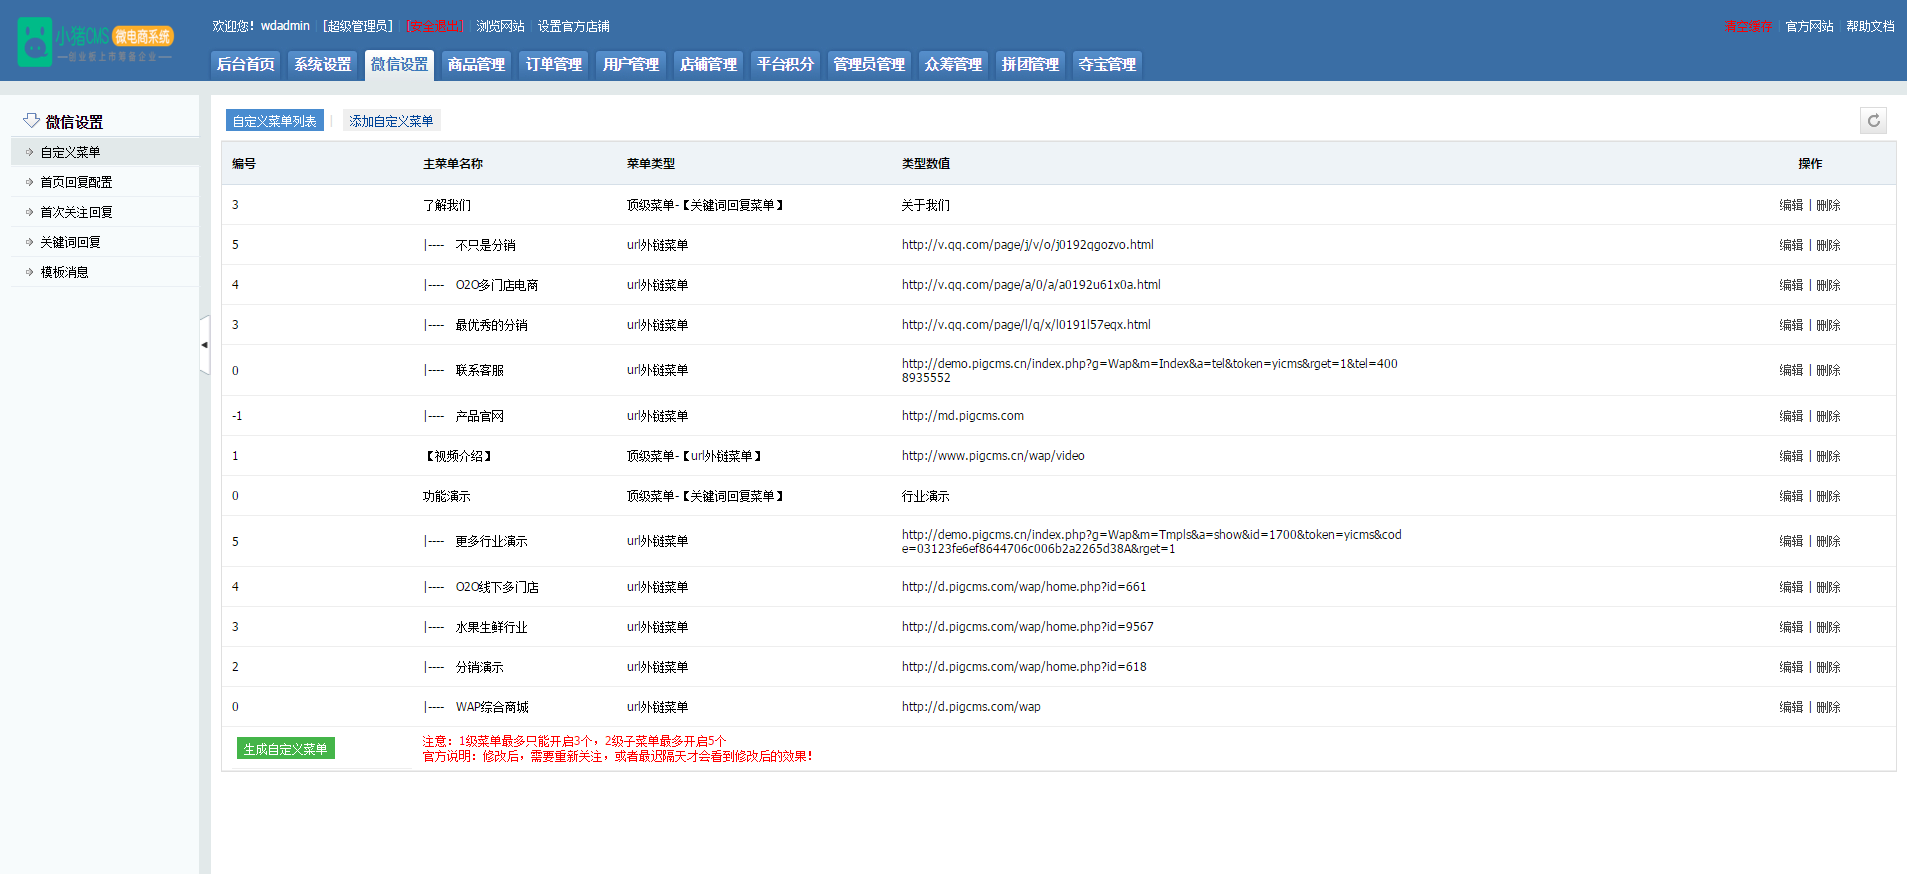 小猪CMS 微电商系统
—创业板上市筹备企业—
欢迎您！wdadmin | [超级管理员] | [安全退出] | 浏览网站 | 设置官方店铺
清空缓存 | 官方网站 | 帮助文档
后台首页 系统设置 微信设置 商品管理 订单管理 用户管理 店铺管理 平台积分 管理员管理 众筹管理 拼团管理 夺宝管理
微信设置
自定义菜单
首页回复配置
首次关注回复
关键词回复
模板消息
自定义菜单列表 | 添加自定义菜单
编号 主菜单名称 菜单类型 类型数值 操作
3 了解我们 顶级菜单-【关键词回复菜单】 关于我们 编辑 | 删除
5 |---- 不只是分销 url外链菜单 http://v.qq.com/page/j/v/o/j0192qgozvo.html 编辑 | 删除
4 |---- O2O多门店电商 url外链菜单 http://v.qq.com/page/a/0/a/a0192u61x0a.html 编辑 | 删除
3 |---- 最优秀的分销 url外链菜单 http://v.qq.com/page/l/q/x/l0191l57eqx.html 编辑 | 删除
0 |---- 联系客服 url外链菜单 http://demo.pigcms.cn/index.php?g=Wap&m=Index&a=tel&token=yicms&rget=1&tel=400 编辑 | 删除
8935552
-1 |---- 产品官网 url外链菜单 http://md.pigcms.com 编辑 | 删除
1 【视频介绍】 顶级菜单-【url外链菜单】 http://www.pigcms.cn/wap/video 编辑 | 删除
0 功能演示 顶级菜单-【关键词回复菜单】 行业演示 编辑 | 删除
5 |---- 更多行业演示 url外链菜单 http://demo.pigcms.cn/index.php?g=Wap&m=Tmpls&a=show&id=1700&token=yicms&cod 编辑 | 删除
e=03123fe6ef8644706c006b2a2265d38A&rget=1
4 |---- O2O线下多门店 url外链菜单 http://d.pigcms.com/wap/home.php?id=661 编辑 | 删除
3 |---- 水果生鲜行业 url外链菜单 http://d.pigcms.com/wap/home.php?id=9567 编辑 | 删除
2 |---- 分销演示 url外链菜单 http://d.pigcms.com/wap/home.php?id=618 编辑 | 删除
0 |---- WAP综合商城 url外链菜单 http://d.pigcms.com/wap 编辑 | 删除
生成自定义菜单
注意：1级菜单最多只能开启3个，2级子菜单最多开启5个
官方说明：修改后，需要重新关注，或者最迟隔天才会看到修改后的效果！